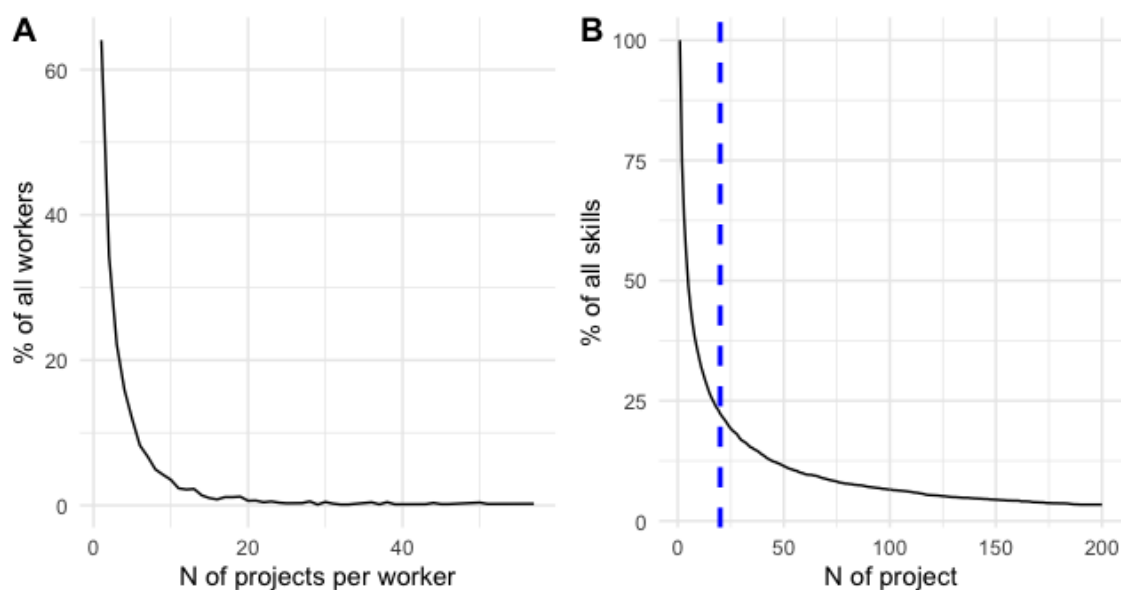 A
% of all workers
60
40
20
0
0 20 40
N of projects per worker
B
% of all skills
100
75
50
25
0
0 50 100 150 200
N of project